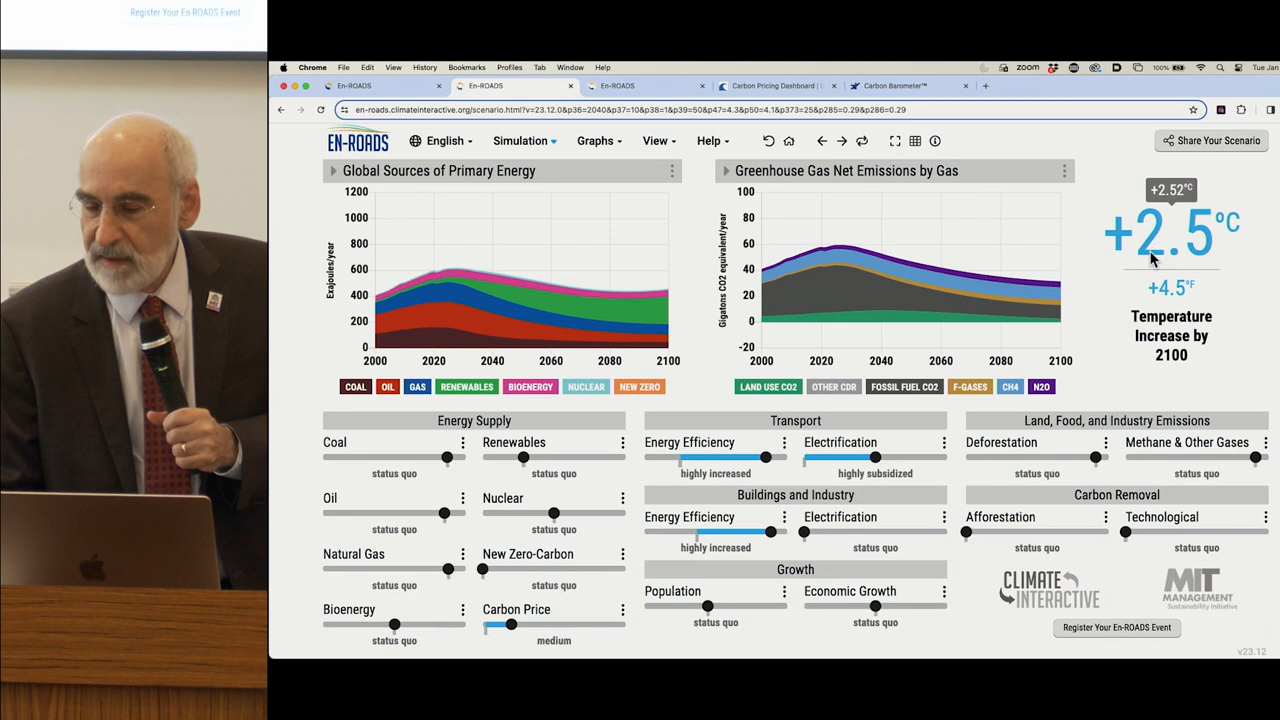 Register Your En-ROADS Event
Chrome File Edit View History Bookmarks Profiles Tab Window Help
zoom
100%
Tue Jan
En-ROADS
En-ROADS
En-ROADS
Carbon Pricing Dashboard | U
Carbon Barometer™
en-roads.climateinteractive.org/scenario.html?v=23.12.0&p36=2040&p37=10&p38=1&p39=50&p47=4.3&p50=4.1&p373=25&p285=0.29&p286=0.29
EN-ROADS
English
Simulation
Graphs
View
Help
Share Your Scenario
Global Sources of Primary Energy
Greenhouse Gas Net Emissions by Gas
Exajoules/year
1200
1000
800
600
400
200
0
2000 2020 2040 2060 2080 2100
COAL OIL GAS RENEWABLES BIOENERGY NUCLEAR NEW ZERO
Gigatons CO2 equivalent/year
100
80
60
40
20
0
-20
2000 2020 2040 2060 2080 2100
LAND USE CO2 OTHER CDR FOSSIL FUEL CO2 F-GASES CH4 N2O
+2.52°C
+2.5°C
+4.5°F
Temperature
Increase by
2100
Energy Supply
Coal
status quo
Renewables
status quo
Oil
status quo
Nuclear
status quo
Natural Gas
status quo
New Zero-Carbon
status quo
Bioenergy
status quo
Carbon Price
medium
Transport
Energy Efficiency
highly increased
Electrification
highly subsidized
Buildings and Industry
Energy Efficiency
highly increased
Electrification
status quo
Growth
Population
status quo
Economic Growth
status quo
Land, Food, and Industry Emissions
Deforestation
status quo
Methane & Other Gases
status quo
Carbon Removal
Afforestation
status quo
Technological
status quo
CLIMATE
INTERACTIVE
MIT
MANAGEMENT
Sustainability Initiative
Register Your En-ROADS Event
v23.12